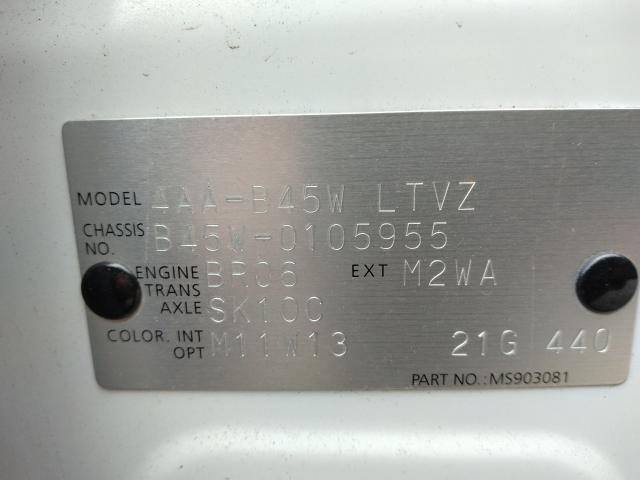 MODEL 4AA-B45W LTVZ
CHASSIS NO. B45W-0105955
ENGINE BR06 EXT M2WA
TRANS AXLE SK10C
COLOR. INT OPT M11W13 21G 440
PART NO.:MS903081